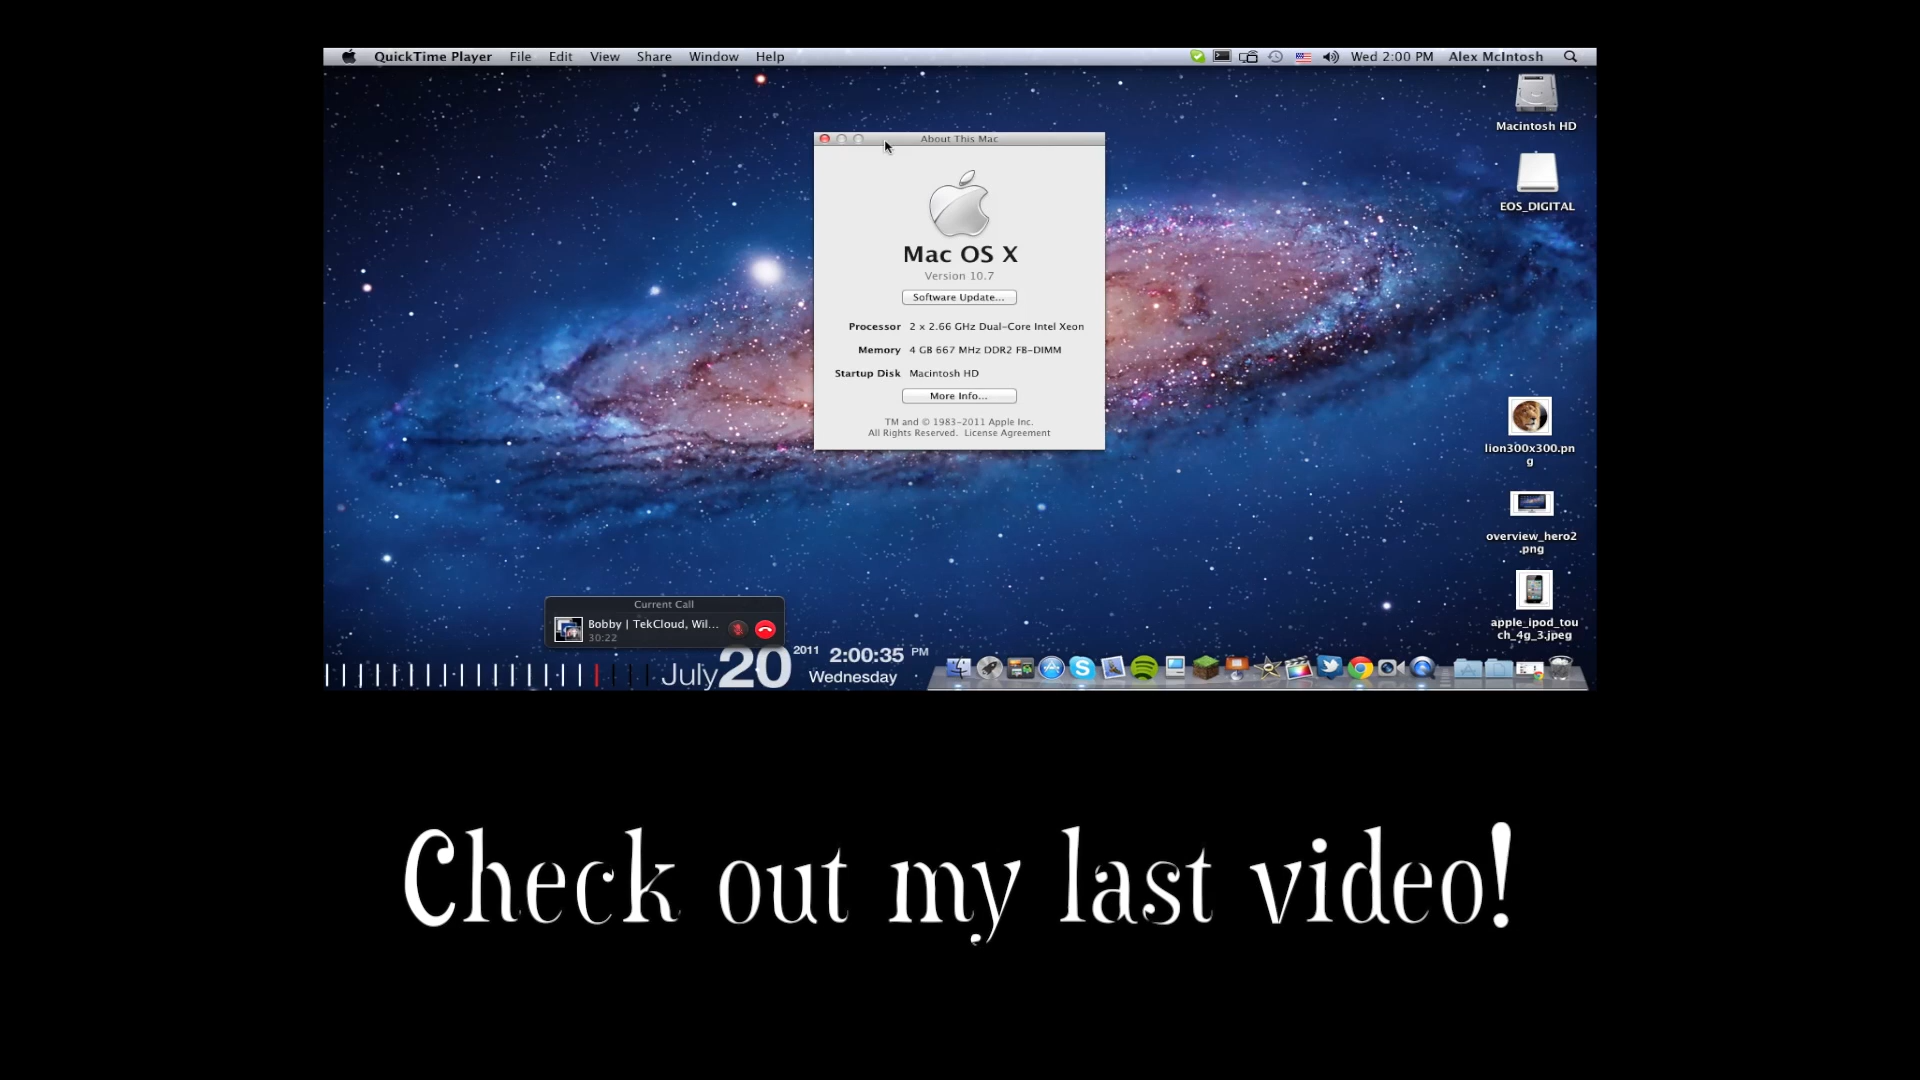 QuickTime Player File Edit View Share Window Help Wed 2:00 PM Alex McIntosh
Macintosh HD
EOS_DIGITAL
About This Mac
Mac OS X
Version 10.7
Software Update...
Processor 2 x 2.66 GHz Dual-Core Intel Xeon
Memory 4 GB 667 MHz DDR2 FB-DIMM
Startup Disk Macintosh HD
More Info...
TM and © 1983-2011 Apple Inc.
All Rights Reserved. License Agreement
lion300x300.pn
g
overview_hero2
.png
apple_ipod_tou
ch_4g_3.jpeg
Current Call
Bobby | TekCloud, Wil...
30:22
July 20 2011 2:00:35 PM
Wednesday
Check out my last video!